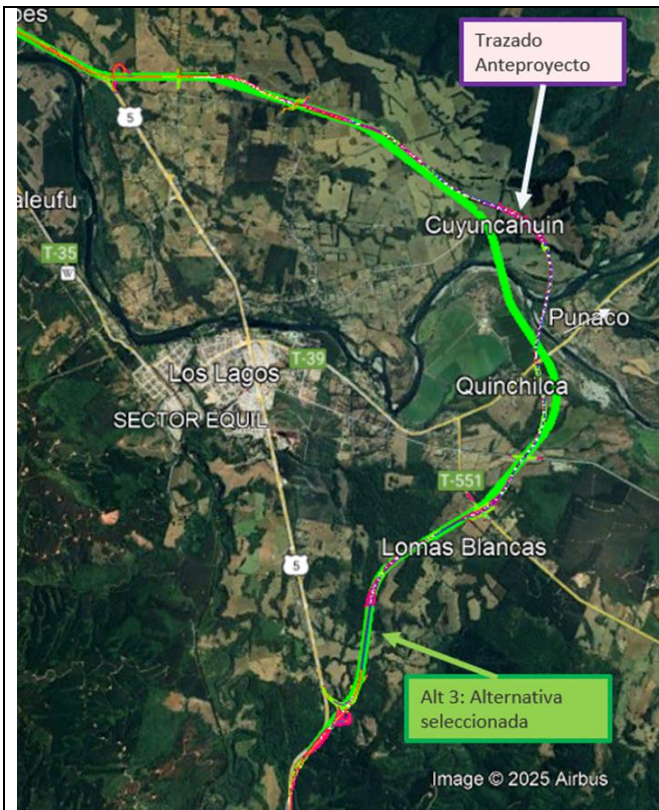 Trazado
Anteproyecto
5
aleufu
T-35
Cuyuncahuin
Punaco
T-39
Los Lagos
Quinchilca
SECTOR EQUIL
T-551
Lomas Blancas
5
Alt 3: Alternativa
seleccionada
Image © 2025 Airbus